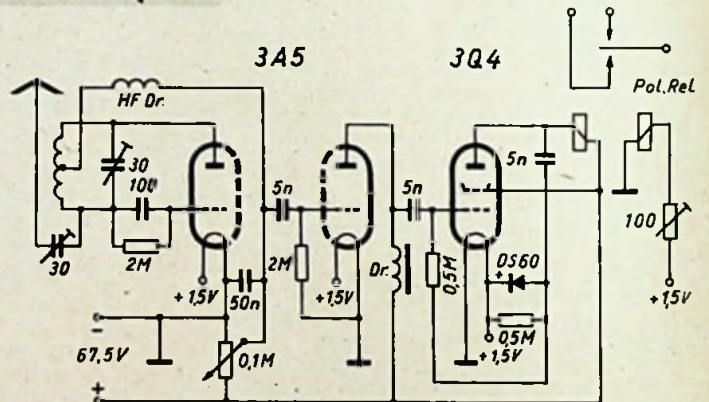 3A5
3Q4
Pol.Rel.
HF Dr.
30
100
2M
30
+1,5V
50n
5n
2M
+1,5V
Dr.
5n
0,5M
5n
+
DS60
0,5M
+1,5V
100
+1,5V
−
67,5V
+
0,1M